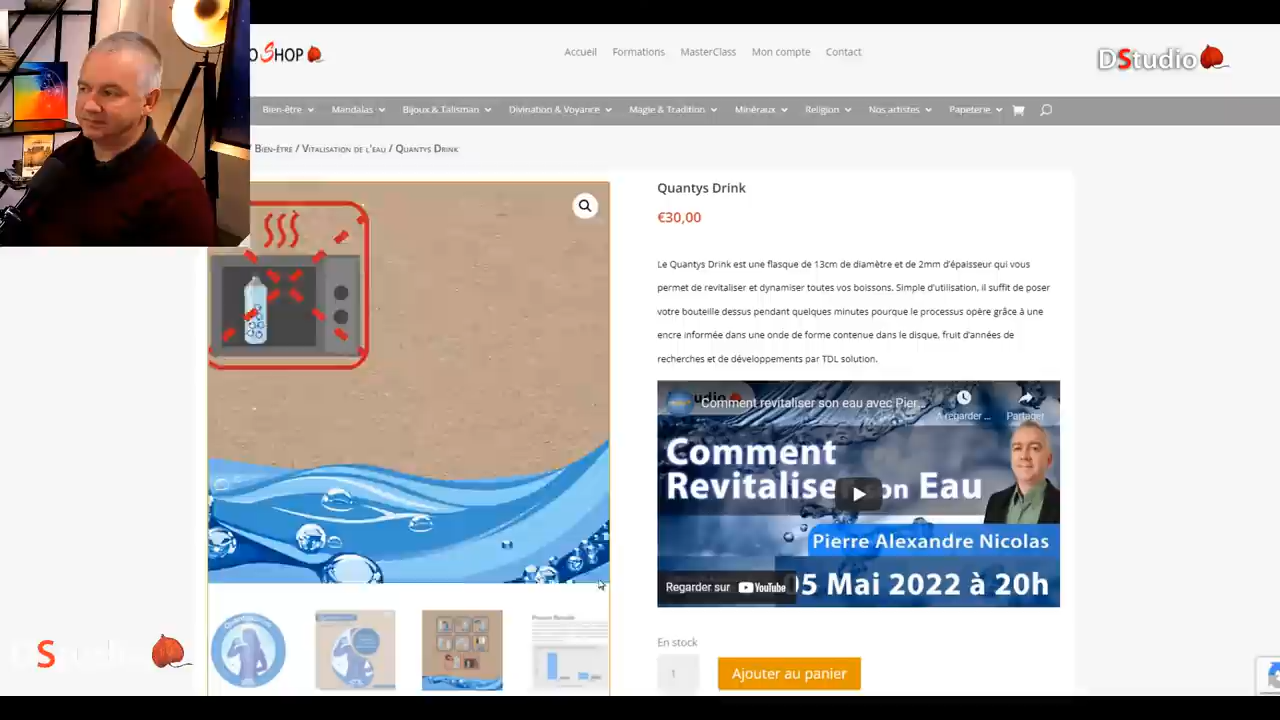 O SHOP
Accueil Formations MasterClass Mon compte Contact
DStudio
Bien-être Mandalas Bijoux & Talisman Divination & Voyance Magie & Tradition Minéraux Religion Nos artistes Papeterie
Bien-être / Vitalisation de l'eau / Quantys Drink
Quantys Drink
€30,00
Le Quantys Drink est une flasque de 13cm de diamètre et de 2mm d'épaisseur qui vous
permet de revitaliser et dynamiser toutes vos boissons. Simple d'utilisation, il suffit de poser
votre bouteille dessus pendant quelques minutes pourque le processus opère grâce à une
encre informée dans une onde de forme contenue dans le disque, fruit d'années de
recherches et de développements par TDL solution.
Comment revitaliser son eau avec Pier...
À regarder ... Partager
Comment
Revitalise son Eau
Pierre Alexandre Nicolas
05 Mai 2022 à 20h
Regarder sur YouTube
En stock
1
Ajouter au panier
DStudio